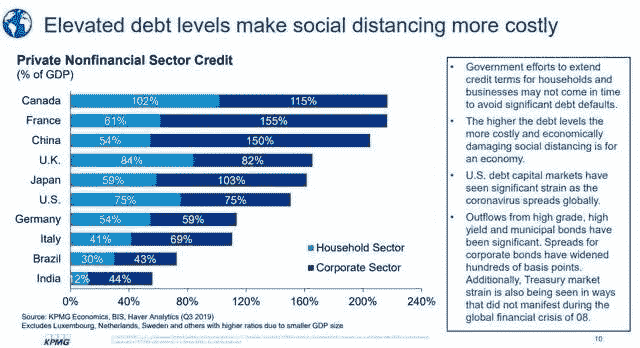 Elevated debt levels make social distancing more costly
Private Nonfinancial Sector Credit
(% of GDP)
Canada 102% 115%
France 61% 155%
China 54% 150%
U.K. 84% 82%
Japan 59% 103%
U.S. 75% 75%
Germany 54% 59%
Italy 41% 69%
Brazil 30% 43%
India 12% 44%
Household Sector
Corporate Sector
0% 20% 40% 60% 80% 100% 120% 140% 160% 180% 200% 220% 240%
Source: KPMG Economics, BIS, Haver Analytics (Q3 2019)
Excludes Luxembourg, Netherlands, Sweden and others with higher ratios due to smaller GDP size
• Government efforts to extend
credit terms for households and
businesses may not come in time
to avoid significant debt defaults.
• The higher the debt levels the
more costly and economically
damaging social distancing is for
an economy.
• U.S. debt capital markets have
seen significant strain as the
coronavirus spreads globally.
• Outflows from high grade, high
yield and municipal bonds have
been significant. Spreads for
corporate bonds have widened
hundreds of basis points.
Additionally, Treasury market
strain is also being seen in ways
that did not manifest during the
global financial crisis of 08.
KPMG
10